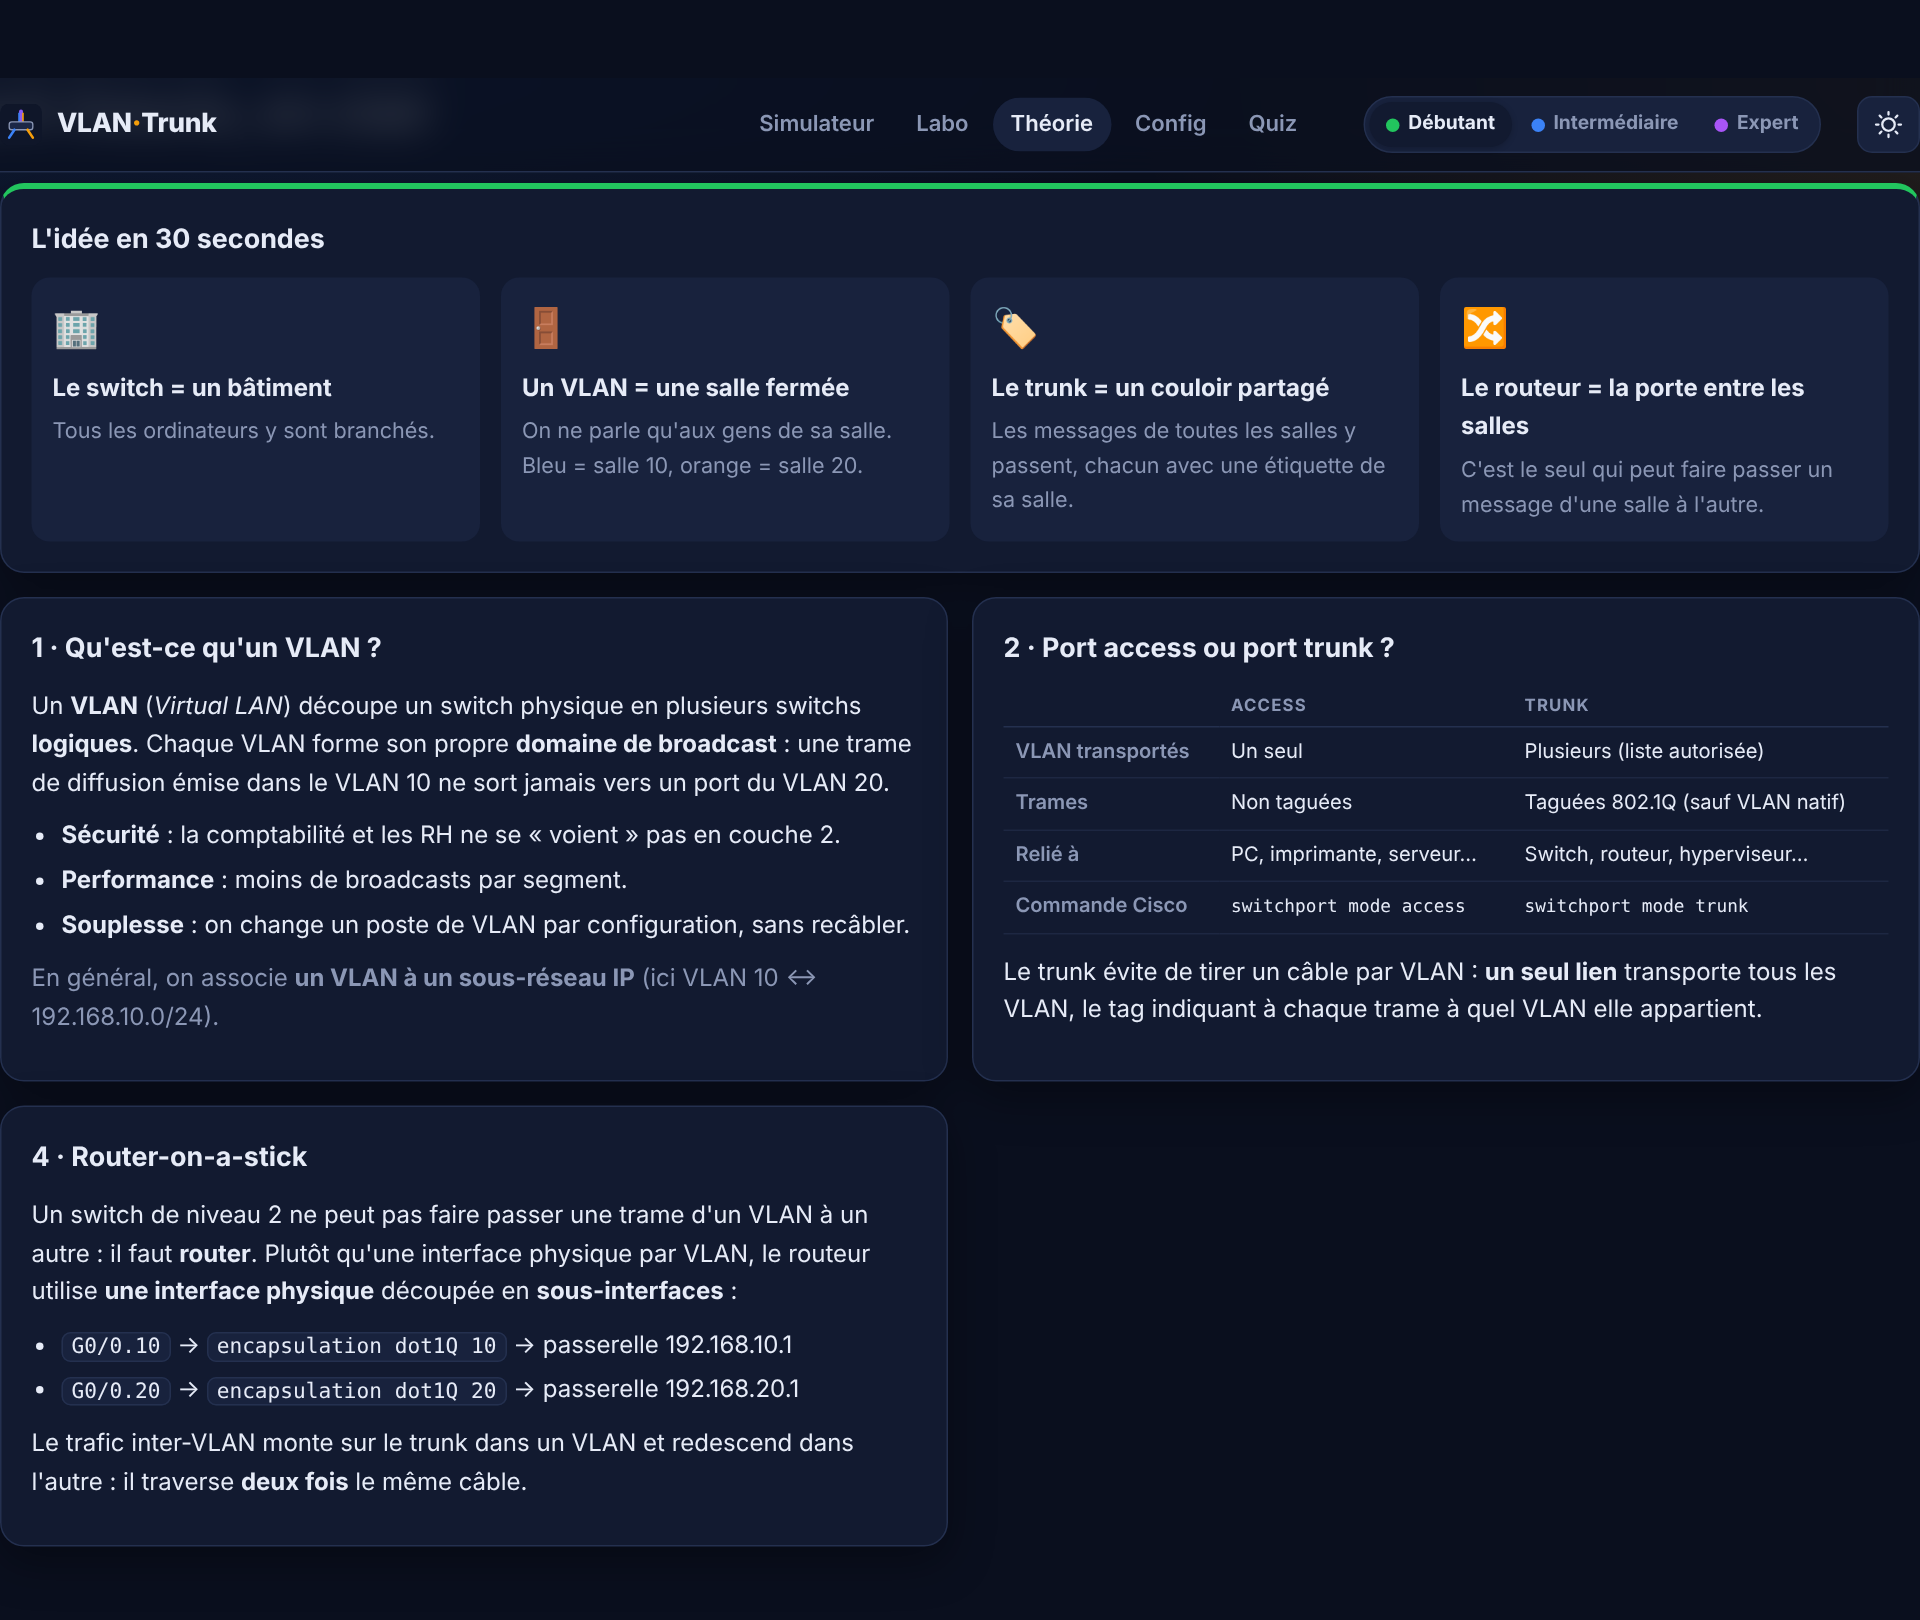 VLAN·Trunk
Simulateur
Labo
Théorie
Config
Quiz
Débutant
Intermédiaire
Expert
L'idée en 30 secondes
Le switch = un bâtiment
Tous les ordinateurs y sont branchés.
Un VLAN = une salle fermée
On ne parle qu'aux gens de sa salle.
Bleu = salle 10, orange = salle 20.
Le trunk = un couloir partagé
Les messages de toutes les salles y
passent, chacun avec une étiquette de
sa salle.
Le routeur = la porte entre les
salles
C'est le seul qui peut faire passer un
message d'une salle à l'autre.
1 · Qu'est-ce qu'un VLAN ?
Un VLAN (Virtual LAN) découpe un switch physique en plusieurs switchs
logiques. Chaque VLAN forme son propre domaine de broadcast : une trame
de diffusion émise dans le VLAN 10 ne sort jamais vers un port du VLAN 20.
• Sécurité : la comptabilité et les RH ne se « voient » pas en couche 2.
• Performance : moins de broadcasts par segment.
• Souplesse : on change un poste de VLAN par configuration, sans recâbler.
En général, on associe un VLAN à un sous-réseau IP (ici VLAN 10 ↔
192.168.10.0/24).
2 · Port access ou port trunk ?
ACCESS TRUNK
VLAN transportés Un seul Plusieurs (liste autorisée)
Trames Non taguées Taguées 802.1Q (sauf VLAN natif)
Relié à PC, imprimante, serveur… Switch, routeur, hyperviseur…
Commande Cisco switchport mode access switchport mode trunk
Le trunk évite de tirer un câble par VLAN : un seul lien transporte tous les
VLAN, le tag indiquant à chaque trame à quel VLAN elle appartient.
4 · Router-on-a-stick
Un switch de niveau 2 ne peut pas faire passer une trame d'un VLAN à un
autre : il faut router. Plutôt qu'une interface physique par VLAN, le routeur
utilise une interface physique découpée en sous-interfaces :
• G0/0.10 → encapsulation dot1Q 10 → passerelle 192.168.10.1
• G0/0.20 → encapsulation dot1Q 20 → passerelle 192.168.20.1
Le trafic inter-VLAN monte sur le trunk dans un VLAN et redescend dans
l'autre : il traverse deux fois le même câble.